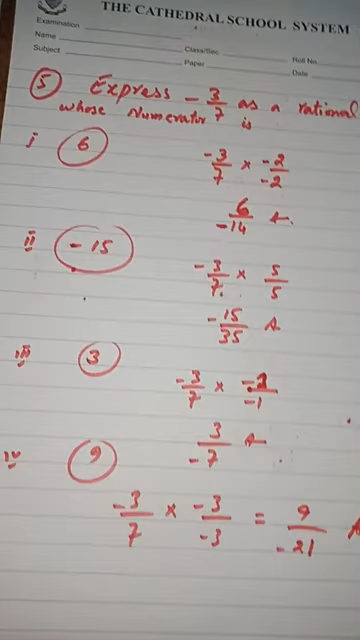 THE CATHEDRAL SCHOOL SYSTEM
Examination
Name
Class/Sec. Roll No.
Subject Paper Date
5 Express -3/7 as a rational
whose numerator is
i 6 -3/7 × -2/-2
6/-14 A
ii -15 -3/7 × 5/5
-15/35 A
iii 3 -3/7 × -1/-1
3/-7 A
iv 9
-3/7 × -3/-3 = 9/-21 A